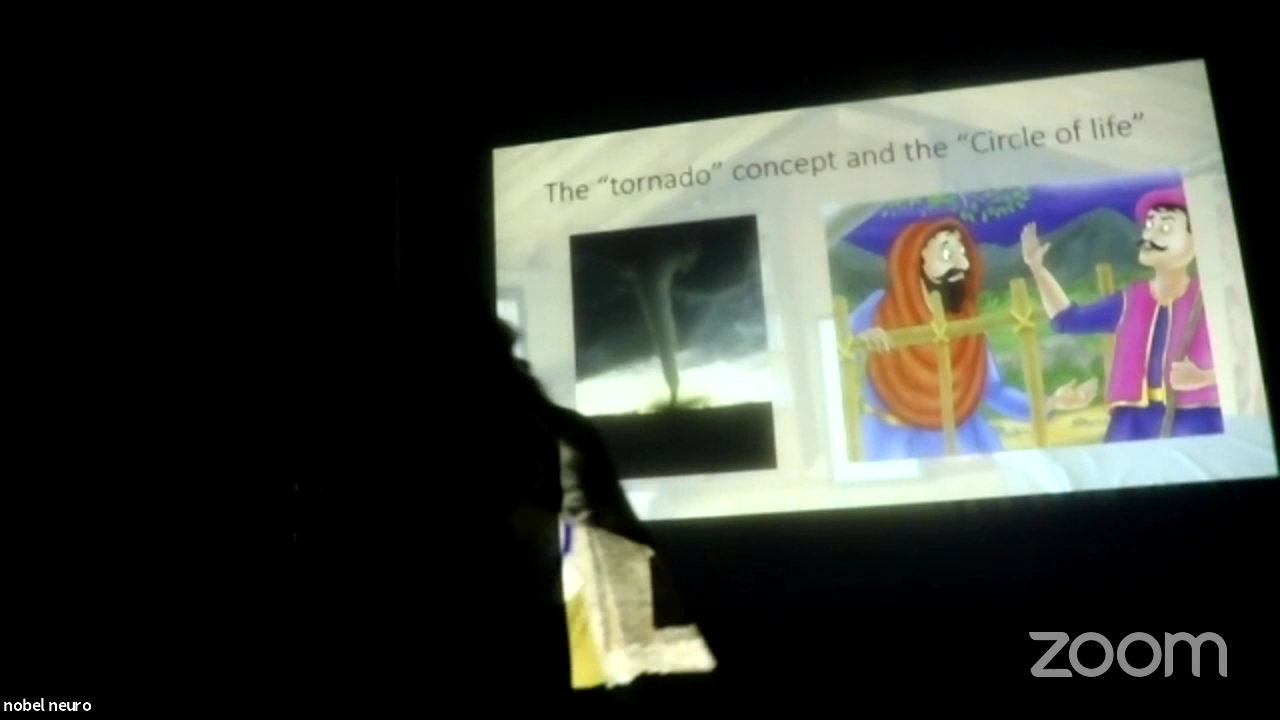 The “tornado” concept and the “Circle of life”
zoom
nobel neuro